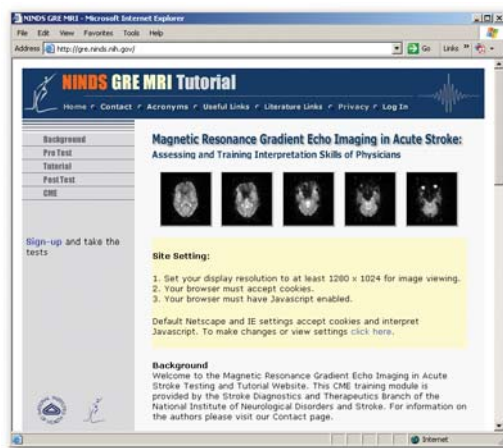 NINDS GRE MRI - Microsoft Internet Explorer
File Edit View Favorites Tools Help
Address http://gre.ninds.nih.gov/ Go Links »
NINDS GRE MRI Tutorial
Home Contact Acronyms Useful Links Literature Links Privacy Log In
Background
Pre Test
Tutorial
Post Test
CME
Sign-up and take the
tests
Magnetic Resonance Gradient Echo Imaging in Acute Stroke:
Assessing and Training Interpretation Skills of Physicians
Site Setting:
1. Set your display resolution to at least 1280 x 1024 for image viewing.
2. Your browser must accept cookies.
3. Your browser must have Javascript enabled.
Default Netscape and IE settings accept cookies and interpret
Javascript. To make changes or view settings click here.
Background
Welcome to the Magnetic Resonance Gradient Echo Imaging in Acute
Stroke Testing and Tutorial Website. This CME training module is
provided by the Stroke Diagnostics and Therapeutics Branch of the
National Institute of Neurological Disorders and Stroke. For information on
the authors please visit our Contact page.
Internet